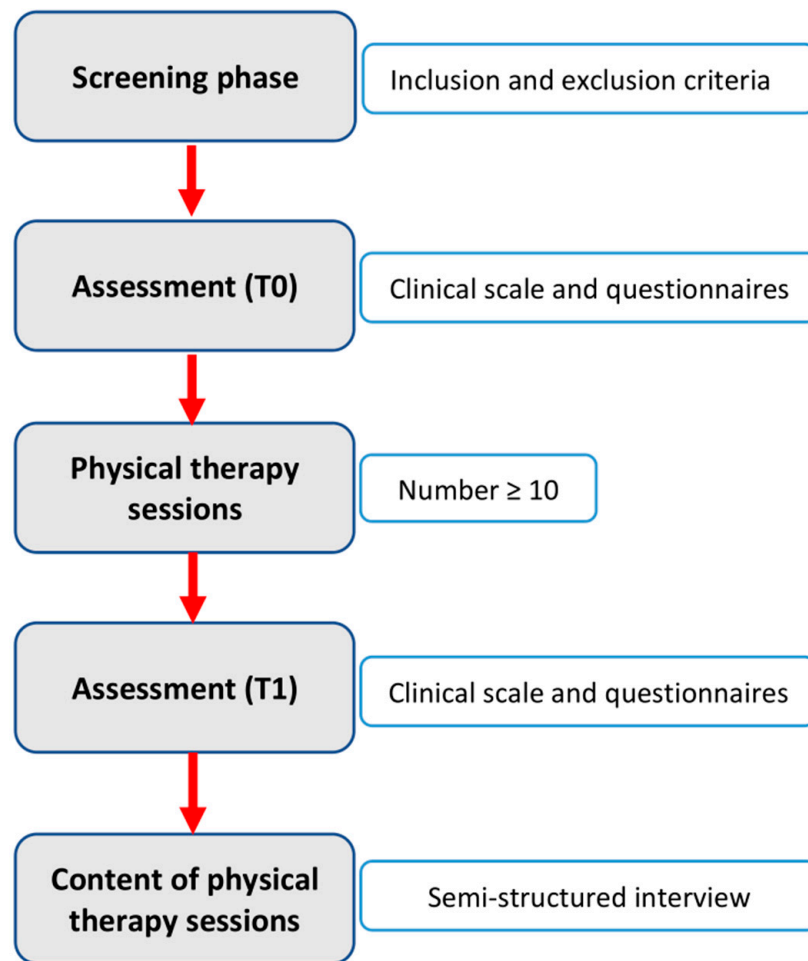 Screening phase
Inclusion and exclusion criteria
Assessment (T0)
Clinical scale and questionnaires
Physical therapy
sessions
Number ≥ 10
Assessment (T1)
Clinical scale and questionnaires
Content of physical
therapy sessions
Semi-structured interview